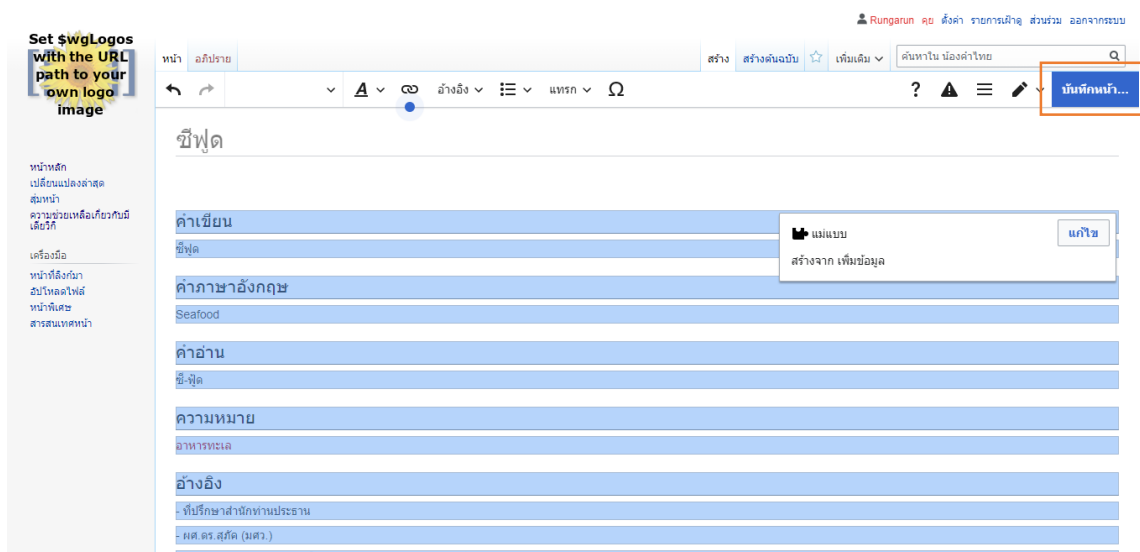 Rungarun คุย ตั้งค่า รายการเฝ้าดู ส่วนร่วม ออกจากระบบ
Set $wgLogos
with the URL
path to your
own logo
image
หน้า อภิปราย สร้าง สร้างต้นฉบับ เพิ่มเติม ค้นหาใน น้องคำไทย
A อ้างอิง แทรก Ω ? บันทึกหน้า...
ซีฟูด
หน้าหลัก
เปลี่ยนแปลงล่าสุด
สุ่มหน้า
ความช่วยเหลือเกี่ยวกับมี
เดียวิกิ
เครื่องมือ
หน้าที่ลิงก์มา
อัปโหลดไฟล์
หน้าพิเศษ
สารสนเทศหน้า
คำเขียน
ซีฟูด
แม่แบบ แก้ไข
สร้างจาก เพิ่มข้อมูล
คำภาษาอังกฤษ
Seafood
คำอ่าน
ซี-ฟู้ด
ความหมาย
อาหารทะเล
อ้างอิง
- ที่ปรึกษาสำนักท่านประธาน
- ผศ.ดร.สุภัค (มศว.)